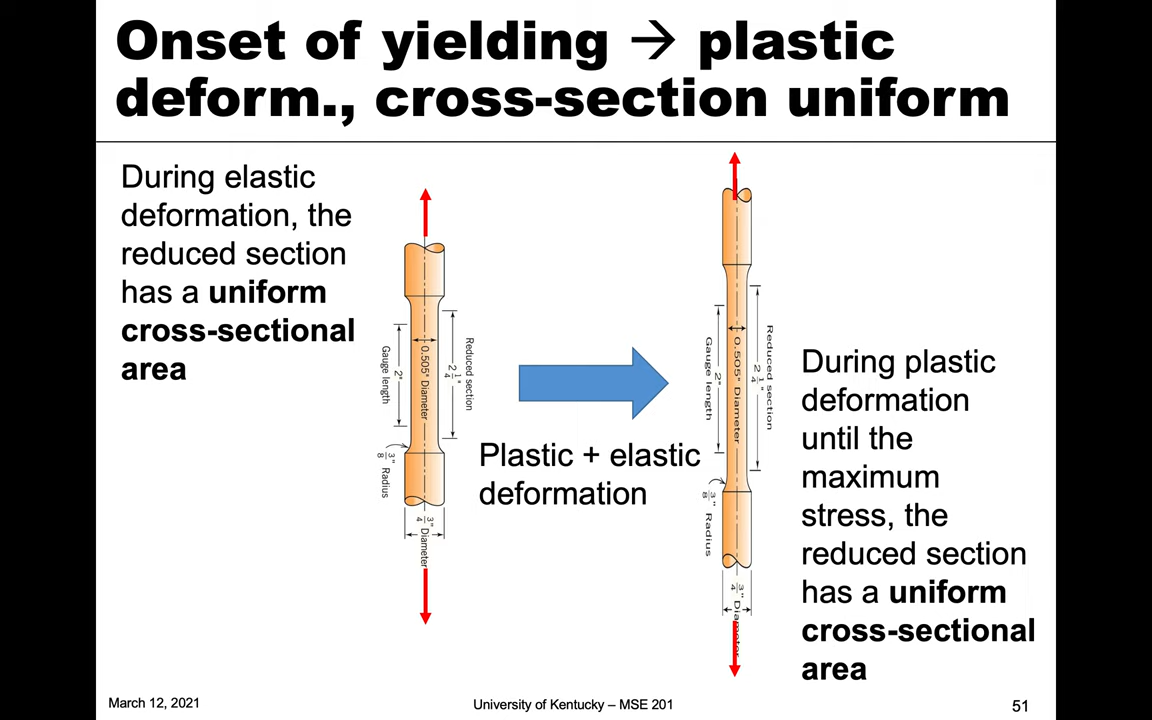 Onset of yielding → plastic
deform., cross-section uniform
During elastic
deformation, the
reduced section
has a uniform
cross-sectional
area
Reduced section
2 1/4"
0.505" Diameter
2"
Gauge length
3/8" Radius
3/4" Diameter
Plastic + elastic
deformation
Reduced section
2 1/4"
0.505" Diameter
2"
Gauge length
3/8" Radius
3/4" Diameter
During plastic
deformation
until the
maximum
stress, the
reduced section
has a uniform
cross-sectional
area
March 12, 2021
University of Kentucky – MSE 201
51